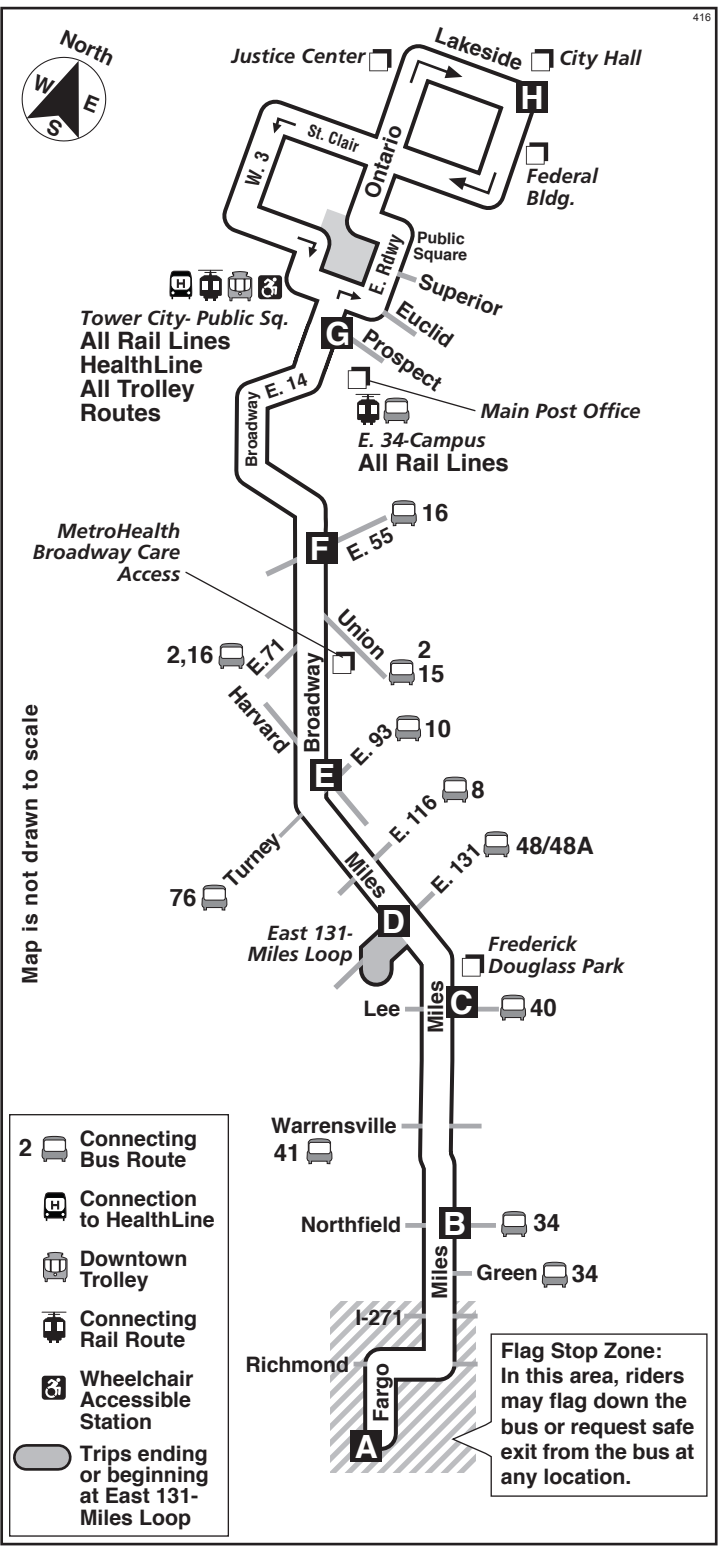 416
North
W
E
S
Justice Center
Lakeside
City Hall
H
St. Clair
W. 3
Ontario
Federal
Bldg.
Public
Square
E. Rdwy
Superior
Euclid
H
Tower City- Public Sq.
All Rail Lines
HealthLine
All Trolley
Routes
G
Prospect
E. 14
Broadway
Main Post Office
E. 34-Campus
All Rail Lines
16
F
E. 55
MetroHealth
Broadway Care
Access
Union
2
15
2,16
E.71
Broadway
Harvard
E. 93
10
E
E. 116
8
Miles
E. 131
48/48A
Turney
76
D
East 131-
Miles Loop
Frederick
Douglass Park
Map is not drawn to scale
Lee
Miles
C
40
Warrensville
41
Northfield
B
34
Miles
Green
34
I-271
Richmond
Fargo
A
Flag Stop Zone:
In this area, riders
may flag down the
bus or request safe
exit from the bus at
any location.
2
Connecting
Bus Route
H
Connection
to HealthLine
Downtown
Trolley
Connecting
Rail Route
Wheelchair
Accessible
Station
Trips ending
or beginning
at East 131-
Miles Loop